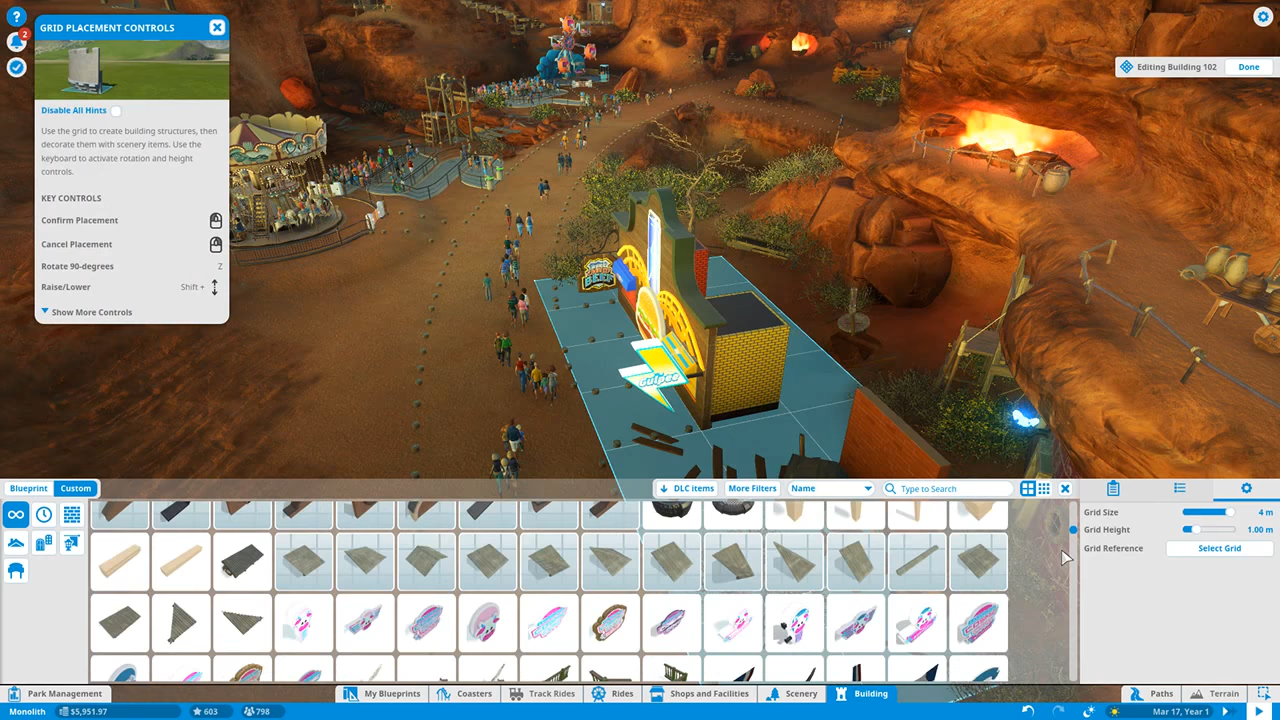 ?
2
GRID PLACEMENT CONTROLS
Disable All Hints
Use the grid to create building structures, then
decorate them with scenery items. Use the
keyboard to activate rotation and height
controls.
KEY CONTROLS
Confirm Placement
Cancel Placement
Rotate 90-degrees Z
Raise/Lower Shift +
Show More Controls
Editing Building 102 Done
BEEF
Gulpee
Blueprint Custom
DLC items More Filters Name Type to Search
Grid Size 4 m
Grid Height 1.00 m
Grid Reference Select Grid
Park Management My Blueprints Coasters Track Rides Rides Shops and Facilities Scenery Building Paths Terrain
Monolith $5,951.97 603 798 Mar 17, Year 1